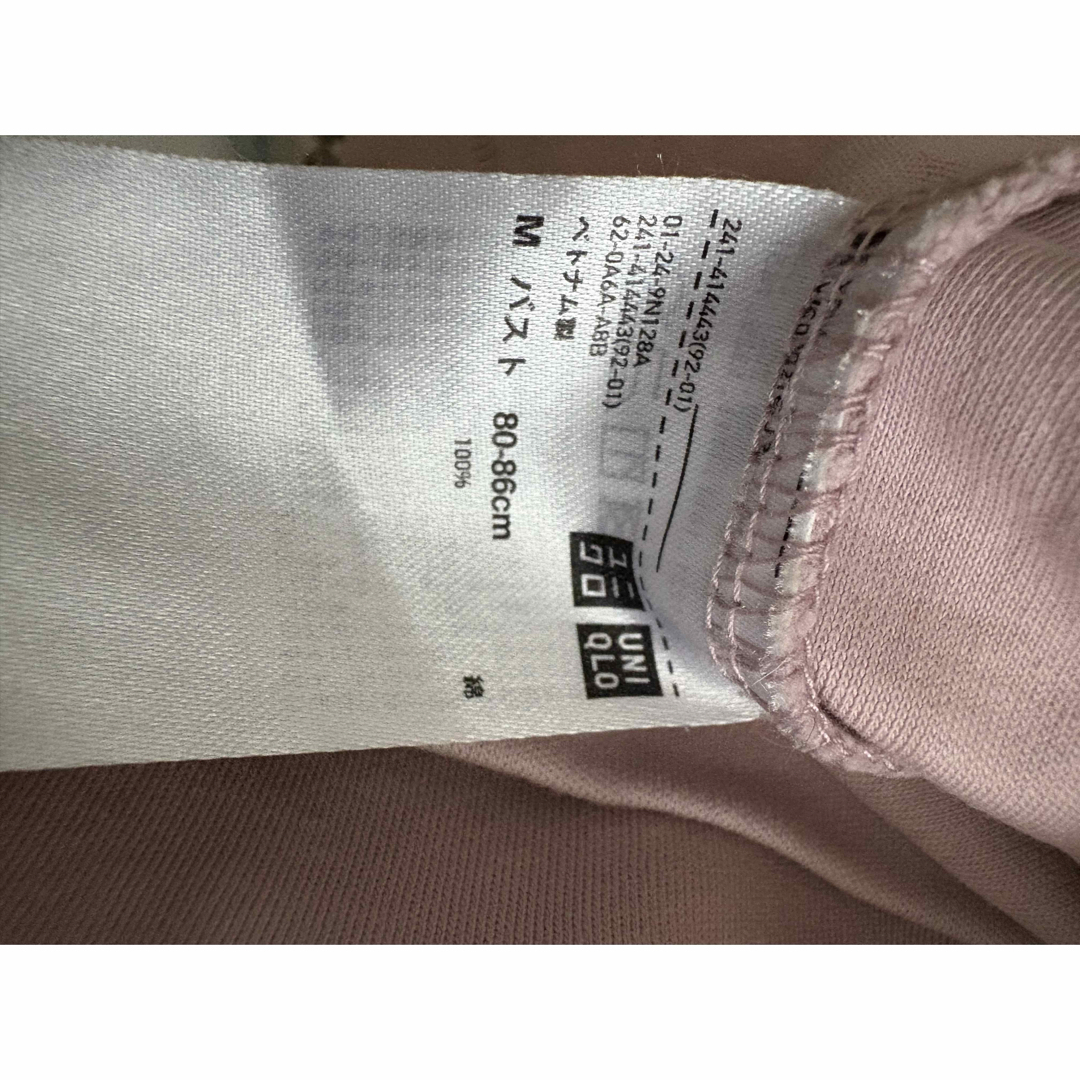 241-414443(92-01)
ユニ
クロ
UNI
QLO
01-24-9N128A
241-414443(92-01)
62-0A6A-A8B
ベトナム製
M バスト 80-86cm
綿 100%